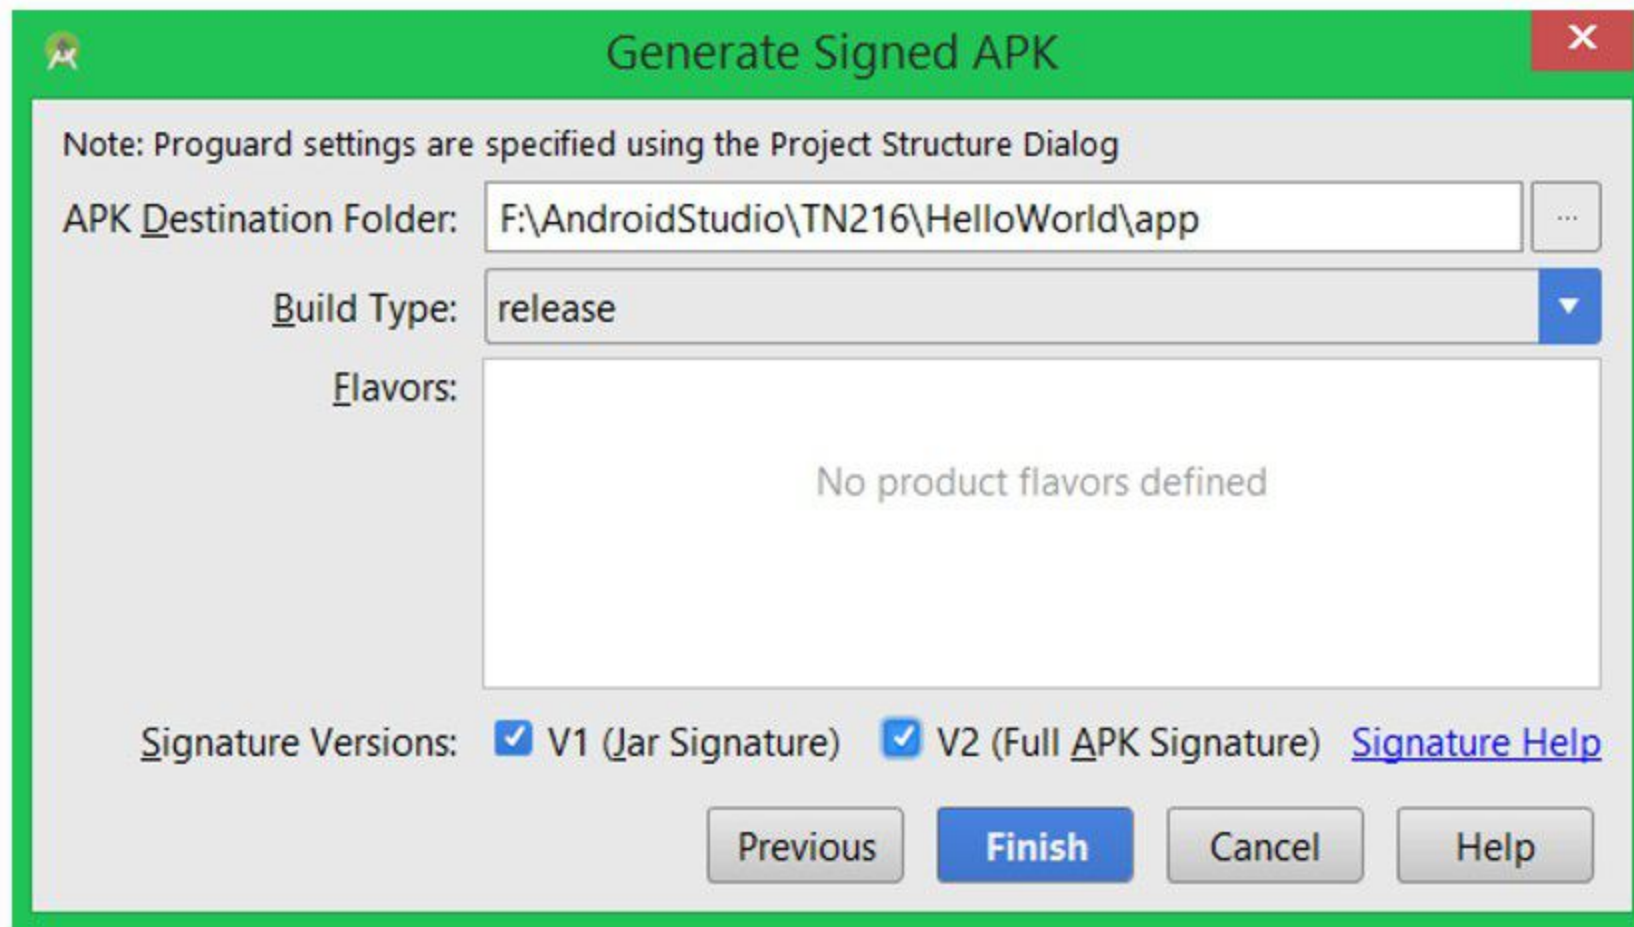 Generate Signed APK
Note: Proguard settings are specified using the Project Structure Dialog
APK Destination Folder: F:\AndroidStudio\TN216\HelloWorld\app ...
Build Type: release
Flavors:
No product flavors defined
Signature Versions: V1 (Jar Signature) V2 (Full APK Signature) Signature Help
Previous Finish Cancel Help